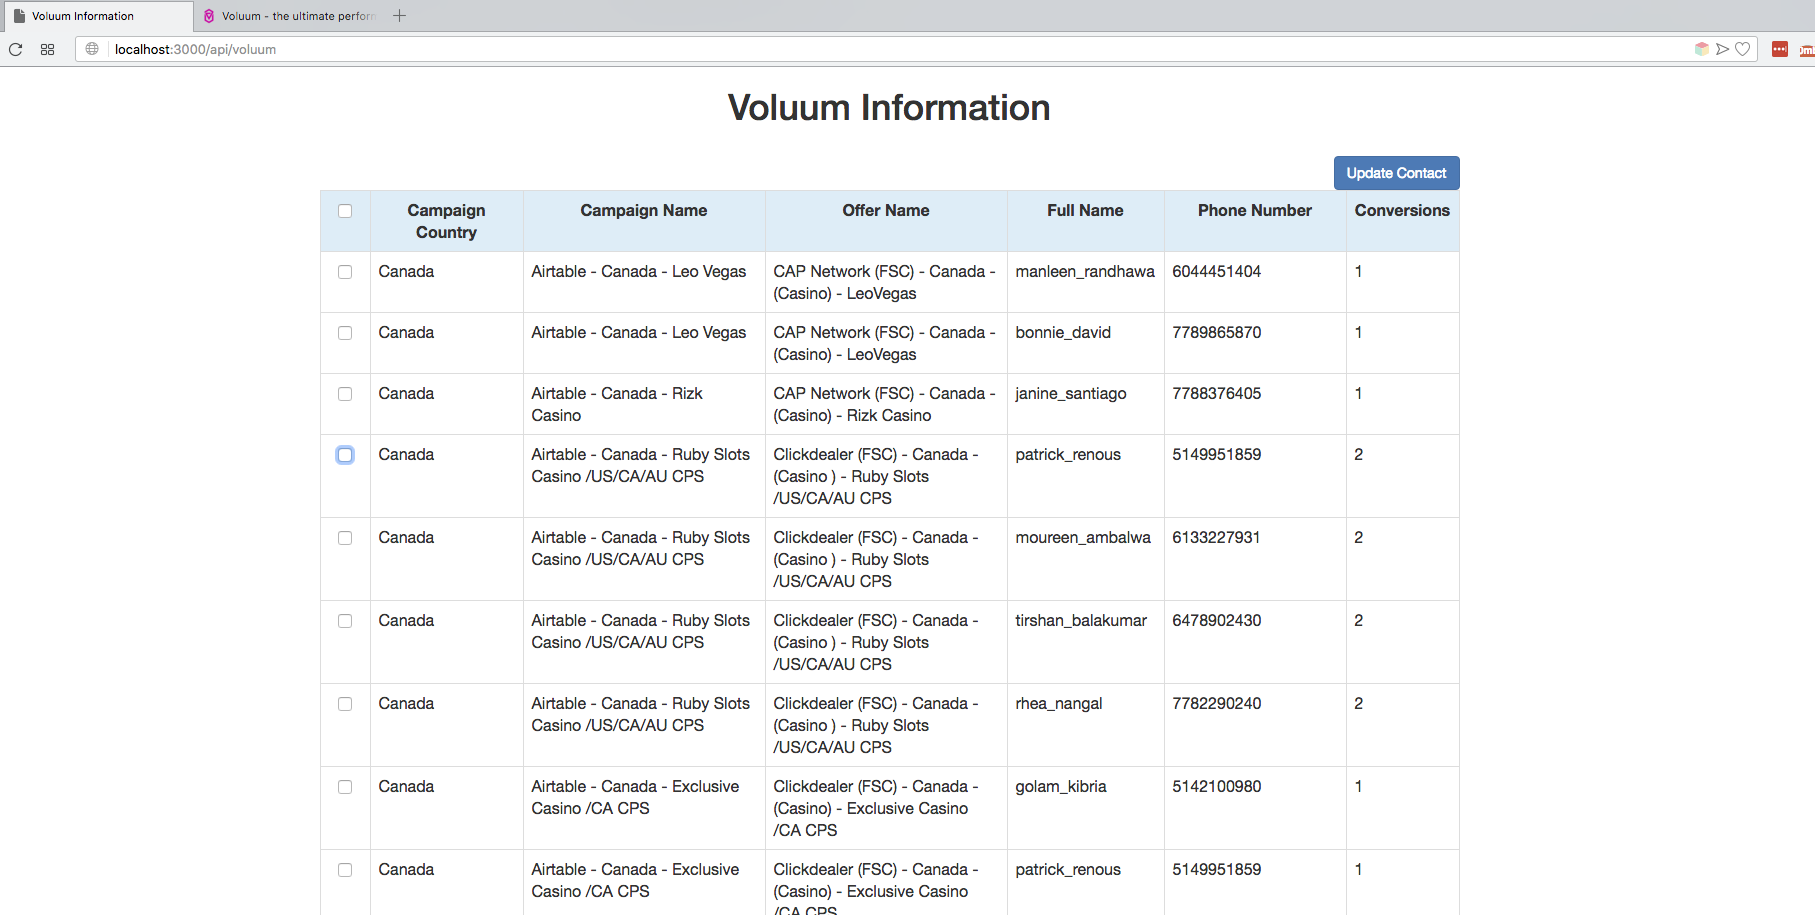 Voluum Information
Voluum - the ultimate perfor
localhost:3000/api/voluum
Voluum Information
Update Contact
Campaign Country
Campaign Name
Offer Name
Full Name
Phone Number
Conversions
Canada
Airtable - Canada - Leo Vegas
CAP Network (FSC) - Canada -
(Casino) - LeoVegas
manleen_randhawa
6044451404
1
Canada
Airtable - Canada - Leo Vegas
CAP Network (FSC) - Canada -
(Casino) - LeoVegas
bonnie_david
7789865870
1
Canada
Airtable - Canada - Rizk
Casino
CAP Network (FSC) - Canada -
(Casino) - Rizk Casino
janine_santiago
7788376405
1
Canada
Airtable - Canada - Ruby Slots
Casino /US/CA/AU CPS
Clickdealer (FSC) - Canada -
(Casino ) - Ruby Slots
/US/CA/AU CPS
patrick_renous
5149951859
2
Canada
Airtable - Canada - Ruby Slots
Casino /US/CA/AU CPS
Clickdealer (FSC) - Canada -
(Casino ) - Ruby Slots
/US/CA/AU CPS
moureen_ambalwa
6133227931
2
Canada
Airtable - Canada - Ruby Slots
Casino /US/CA/AU CPS
Clickdealer (FSC) - Canada -
(Casino ) - Ruby Slots
/US/CA/AU CPS
tirshan_balakumar
6478902430
2
Canada
Airtable - Canada - Ruby Slots
Casino /US/CA/AU CPS
Clickdealer (FSC) - Canada -
(Casino ) - Ruby Slots
/US/CA/AU CPS
rhea_nangal
7782290240
2
Canada
Airtable - Canada - Exclusive
Casino /CA CPS
Clickdealer (FSC) - Canada -
(Casino) - Exclusive Casino
/CA CPS
golam_kibria
5142100980
1
Canada
Airtable - Canada - Exclusive
Casino /CA CPS
Clickdealer (FSC) - Canada -
(Casino) - Exclusive Casino
/CA CPS
patrick_renous
5149951859
1